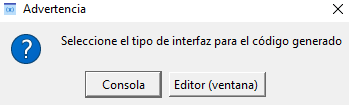 Advertencia
Seleccione el tipo de interfaz para el código generado
Consola
Editor (ventana)